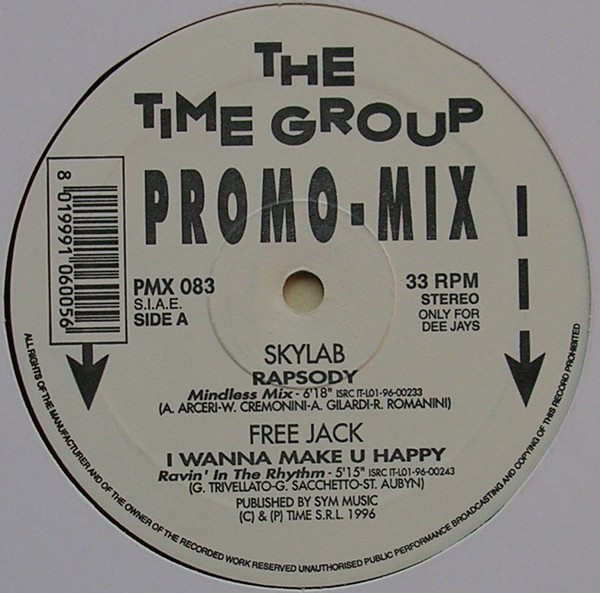 THE
TIME GROUP
PROMO-MIX
8 019991 060056
PMX 083
S.I.A.E.
SIDE A
33 RPM
STEREO
ONLY FOR
DEE JAYS
SKYLAB
RAPSODY
Mindless Mix - 6'18" ISRC IT-L01-96-00233
(A. ARCERI-W. CREMONINI-A. GILARDI-R. ROMANINI)
FREE JACK
I WANNA MAKE U HAPPY
Ravin' In The Rhythm - 5'15" ISRC IT-L01-96-00243
(G. TRIVELLATO-G. SACCHETTO-ST. AUBYN)
PUBLISHED BY SYM MUSIC
(C) & (P) TIME S.R.L. 1996
ALL RIGHTS OF THE MANUFACTURER AND OF THE OWNER OF THE RECORDED WORK RESERVED UNAUTHORISED PUBLIC PERFORMANCE BROADCASTING AND COPYING OF THIS RECORD PROHIBITED